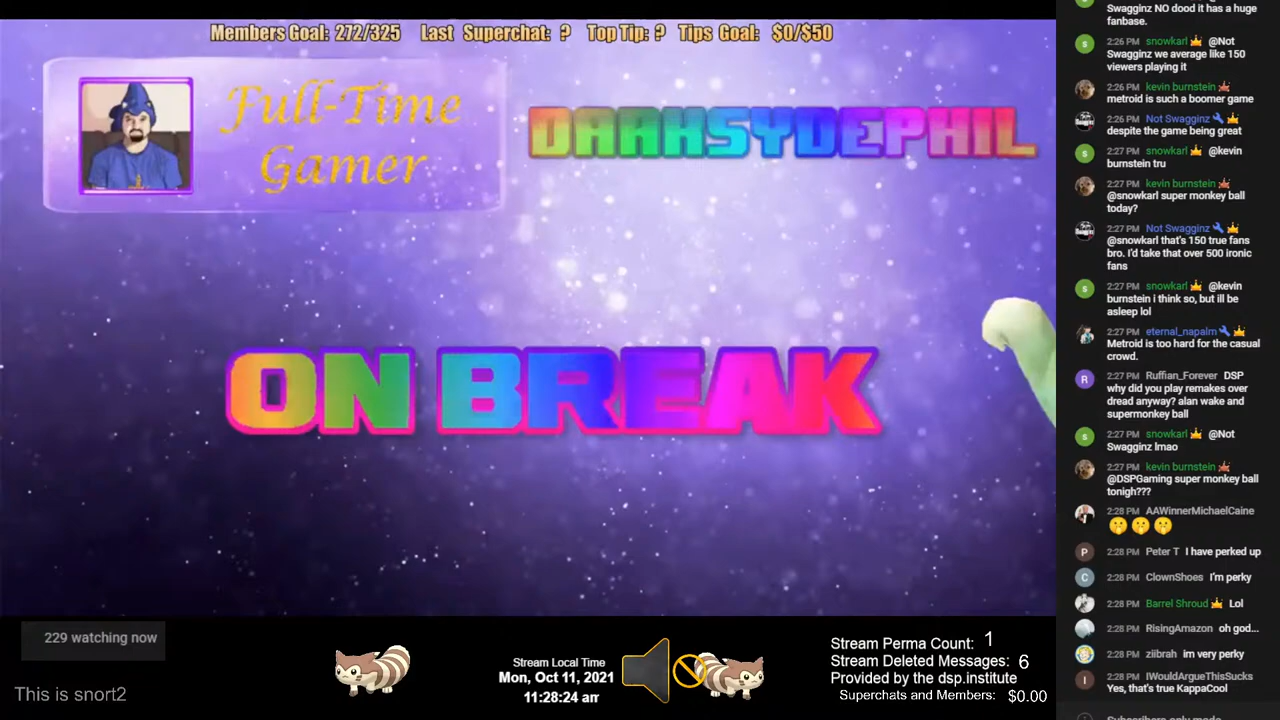 Members Goal: 272/325 Last Superchat: ? Top Tip: ? Tips Goal: $0/$50
Full-Time
Gamer
DARKSYDEPHIL
ON BREAK
229 watching now
This is snort2
Stream Local Time
Mon, Oct 11, 2021
11:28:24 am
Stream Perma Count: 1
Stream Deleted Messages: 6
Provided by the dsp.institute
Superchats and Members: $0.00
Swagginz NO dood it has a huge
fanbase.
2:26 PM snowkarl @Not
Swagginz we average like 150
viewers playing it
2:26 PM kevin burnstein
metroid is such a boomer game
2:26 PM Not Swagginz
despite the game being great
2:27 PM snowkarl @kevin
burnstein tru
2:27 PM kevin burnstein
@snowkarl super monkey ball
today?
2:27 PM Not Swagginz
@snowkarl that's 150 true fans
bro. I'd take that over 500 ironic
fans
2:27 PM snowkarl @kevin
burnstein i think so, but ill be
asleep lol
2:27 PM eternal_napalm
Metroid is too hard for the casual
crowd.
2:27 PM Ruffian_Forever DSP
why did you play remakes over
dread anyway? alan wake and
supermonkey ball
2:27 PM snowkarl @Not
Swagginz lmao
2:27 PM kevin burnstein
@DSPGaming super monkey ball
tonigh???
2:28 PM AAWinnerMichaelCaine
2:28 PM Peter T I have perked up
2:28 PM ClownShoes I'm perky
2:28 PM Barrel Shroud Lol
2:28 PM RisingAmazon oh god...
2:28 PM ziibrah im very perky
2:28 PM IWouldArgueThisSucks
Yes, that's true KappaCool
Subscribers-only mode